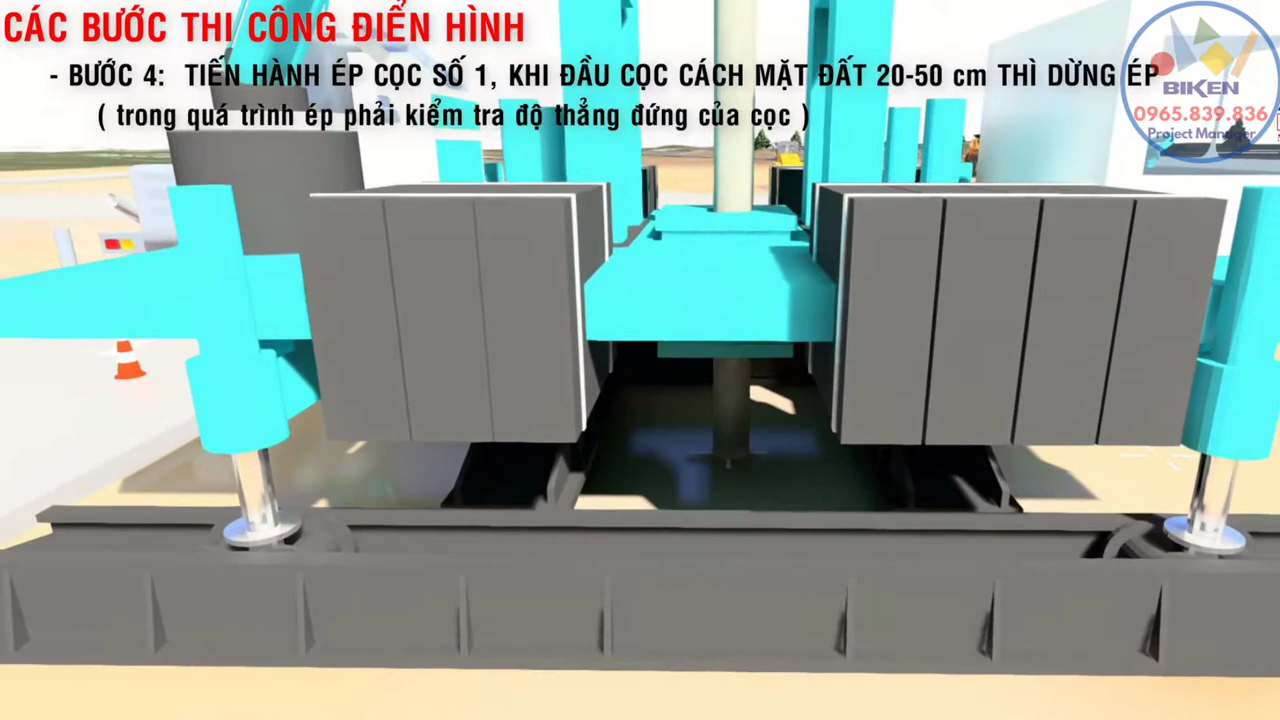 CÁC BƯỚC THI CÔNG ĐIỂN HÌNH
- BƯỚC 4: TIẾN HÀNH ÉP CỌC SỐ 1, KHI ĐẦU CỌC CÁCH MẶT ĐẤT 20-50 cm THÌ DỪNG ÉP
( trong quá trình ép phải kiểm tra độ thẳng đứng của cọc )
BIKEN
0965.839.836
Project Manager